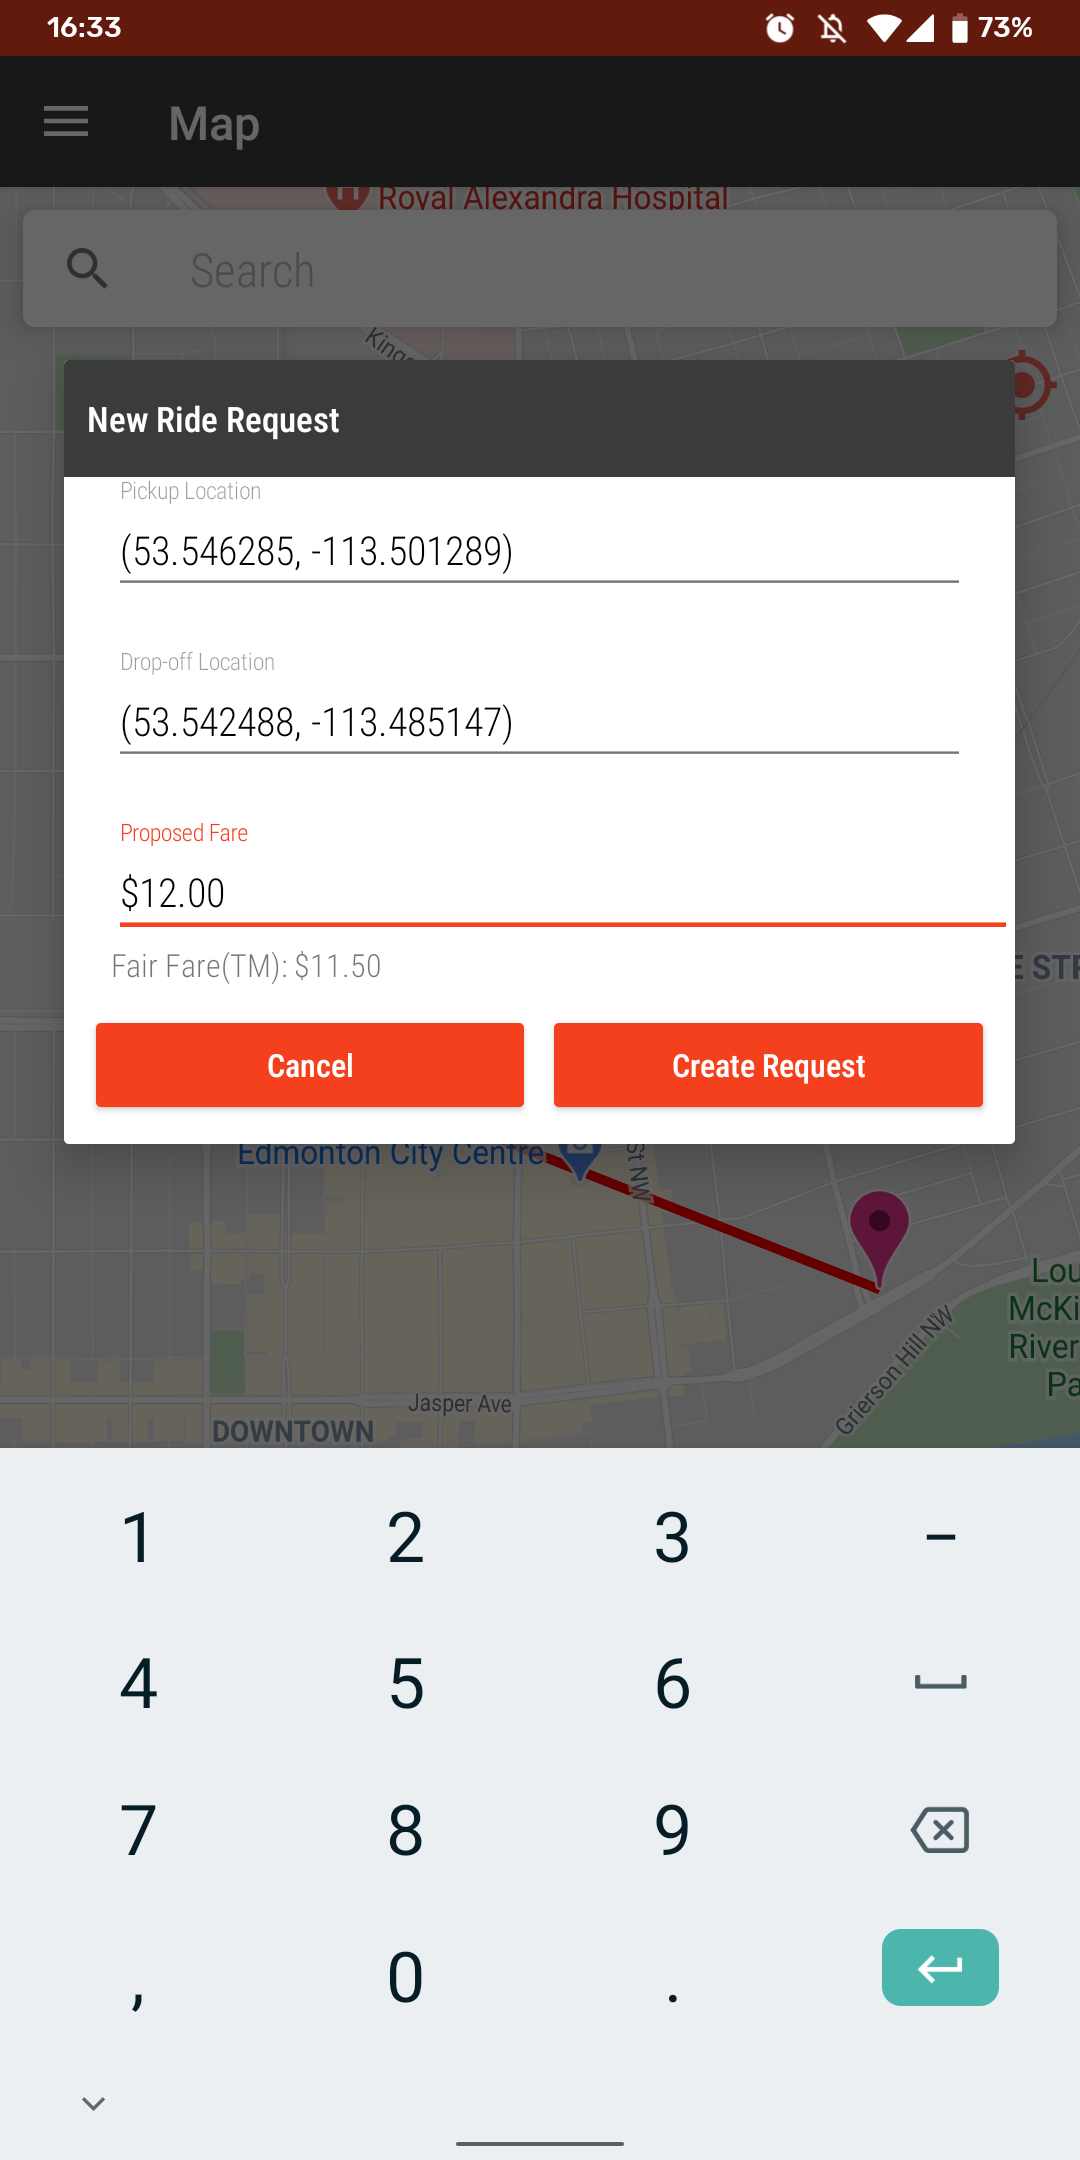 16:33
73%
Map
Royal Alexandra Hospital
Search
New Ride Request
Pickup Location
(53.546285, -113.501289)
Drop-off Location
(53.542488, -113.485147)
Proposed Fare
$12.00
Fair Fare(TM): $11.50
Cancel Create Request
Edmonton City Centre
St NW
Lou
McKi
River
Pa
Grierson Hill NW
Jasper Ave
DOWNTOWN
1 2 3 -
4 5 6
7 8 9
, 0 .